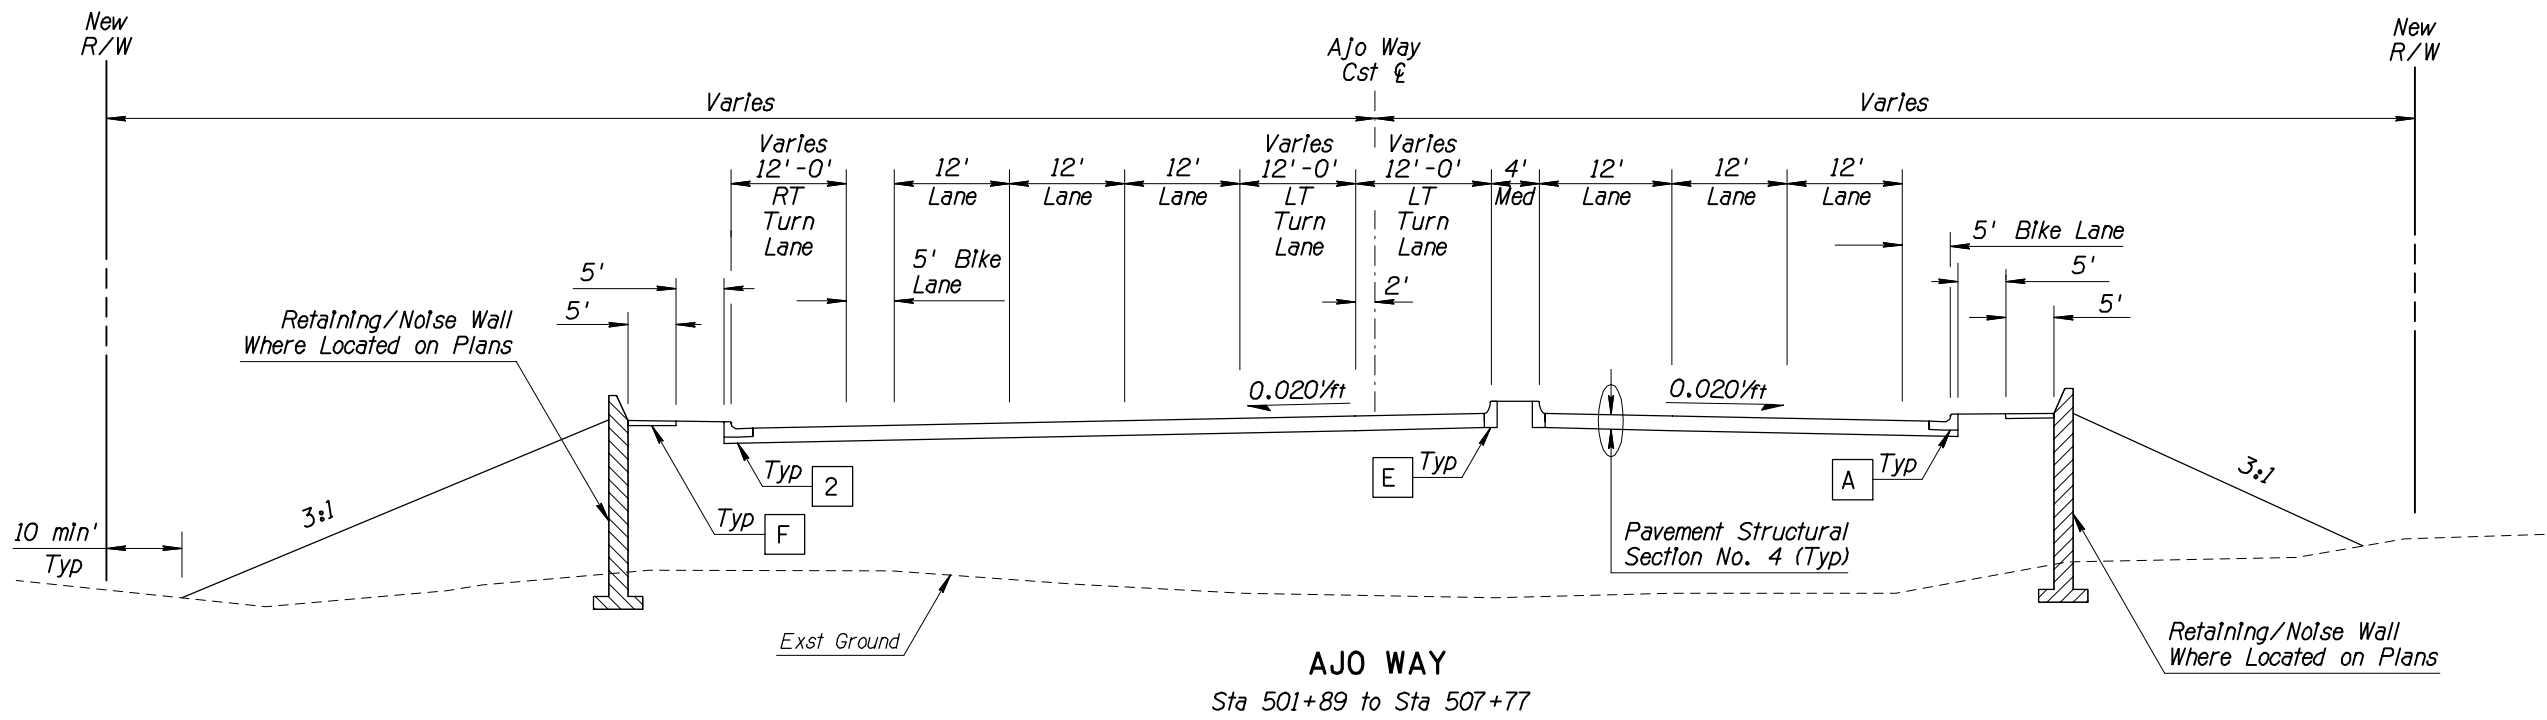 New
R/W
Ajo Way
Cst ℄
New
R/W
Varies
Varies
Varies
12'-0'
RT
Turn
Lane
12'
Lane
12'
Lane
12'
Lane
Varies
12'-0'
LT
Turn
Lane
Varies
12'-0'
LT
Turn
Lane
4'
Med
12'
Lane
12'
Lane
12'
Lane
5' Bike Lane
5'
5'
5'
5'
5' Bike
Lane
2'
Retaining/Noise Wall
Where Located on Plans
0.020'/ft
0.020'/ft
3:1
3:1
Typ
2
Typ
F
E
Typ
A
Typ
10 min'
Typ
Pavement Structural
Section No. 4 (Typ)
Exst Ground
Retaining/Noise Wall
Where Located on Plans
AJO WAY
Sta 501+89 to Sta 507+77